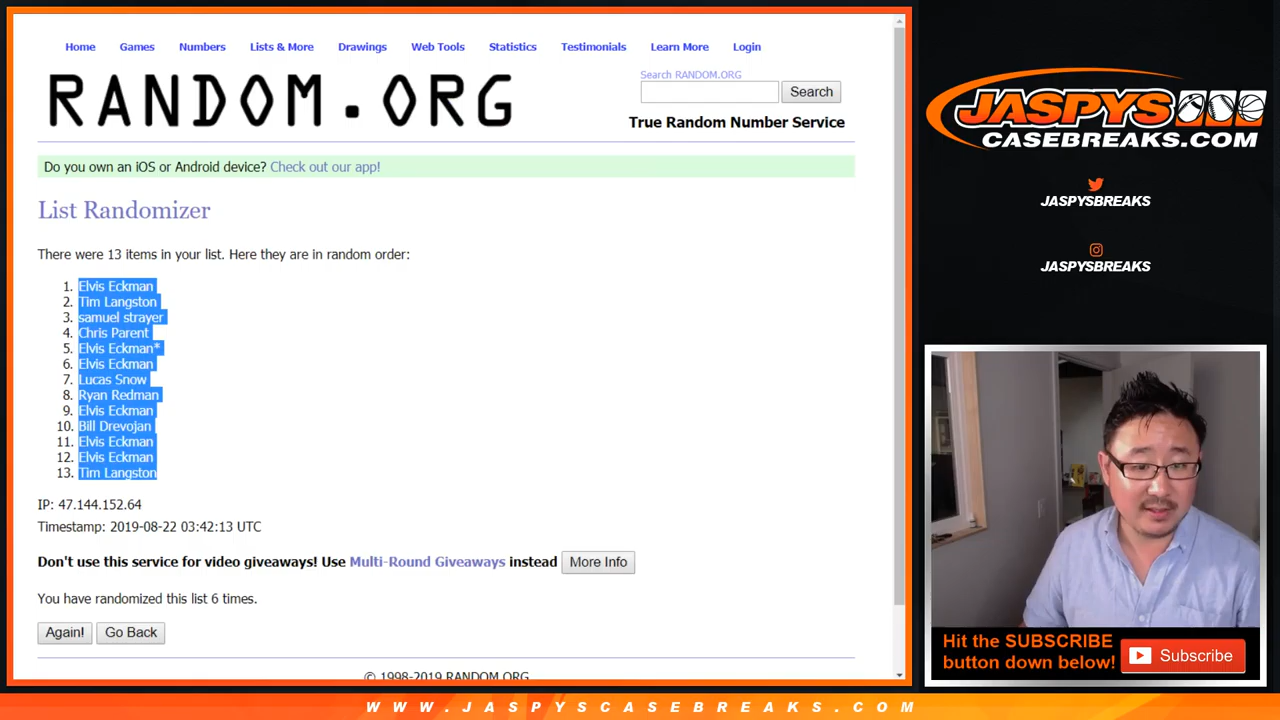 Home Games Numbers Lists & More Drawings Web Tools Statistics Testimonials Learn More Login
RANDOM.ORG
Search RANDOM.ORG
Search
True Random Number Service
Do you own an iOS or Android device? Check out our app!
List Randomizer
There were 13 items in your list. Here they are in random order:
1. Elvis Eckman
2. Tim Langston
3. samuel strayer
4. Chris Parent
5. Elvis Eckman*
6. Elvis Eckman
7. Lucas Snow
8. Ryan Redman
9. Elvis Eckman
10. Bill Drevojan
11. Elvis Eckman
12. Elvis Eckman
13. Tim Langston
IP: 47.144.152.64
Timestamp: 2019-08-22 03:42:13 UTC
Don't use this service for video giveaways! Use Multi-Round Giveaways instead More Info
You have randomized this list 6 times.
Again! Go Back
© 1998-2019 RANDOM.ORG
JASPYS
CASEBREAKS.COM
JASPYSBREAKS
JASPYSBREAKS
Hit the SUBSCRIBE
button down below!
Subscribe
WWW.JASPYSCASEBREAKS.COM